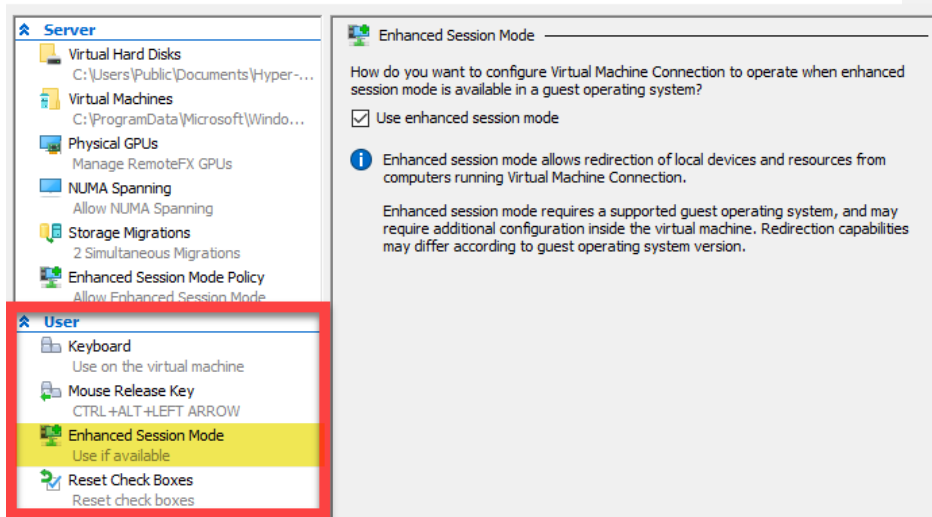 Server
Virtual Hard Disks
C:\Users\Public\Documents\Hyper-...
Virtual Machines
C:\ProgramData\Microsoft\Windo...
Physical GPUs
Manage RemoteFX GPUs
NUMA Spanning
Allow NUMA Spanning
Storage Migrations
2 Simultaneous Migrations
Enhanced Session Mode Policy
Allow Enhanced Session Mode
User
Keyboard
Use on the virtual machine
Mouse Release Key
CTRL+ALT+LEFT ARROW
Enhanced Session Mode
Use if available
Reset Check Boxes
Reset check boxes
Enhanced Session Mode
How do you want to configure Virtual Machine Connection to operate when enhanced
session mode is available in a guest operating system?
Use enhanced session mode
Enhanced session mode allows redirection of local devices and resources from
computers running Virtual Machine Connection.
Enhanced session mode requires a supported guest operating system, and may
require additional configuration inside the virtual machine. Redirection capabilities
may differ according to guest operating system version.